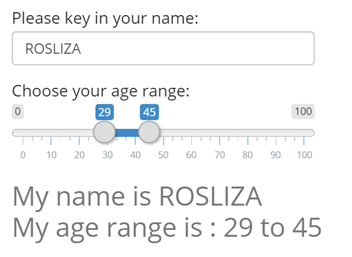 Please key in your name:
ROSLIZA
Choose your age range:
0 29 45 100
0 10 20 30 40 50 60 70 80 90 100
My name is ROSLIZA
My age range is : 29 to 45